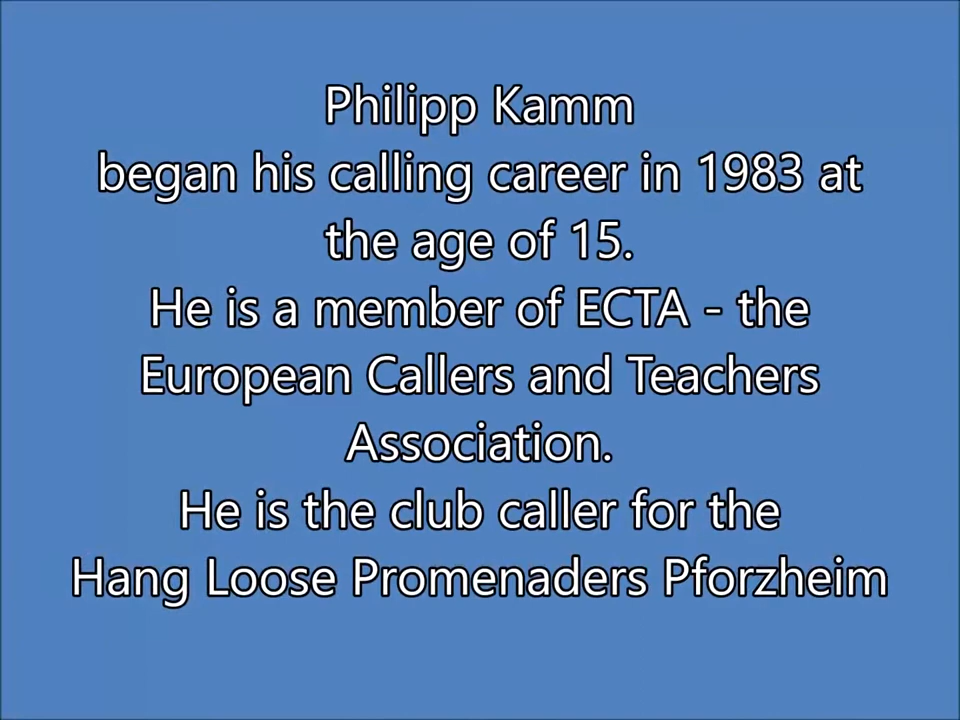 Philipp Kamm
began his calling career in 1983 at
the age of 15.
He is a member of ECTA - the
European Callers and Teachers
Association.
He is the club caller for the
Hang Loose Promenaders Pforzheim